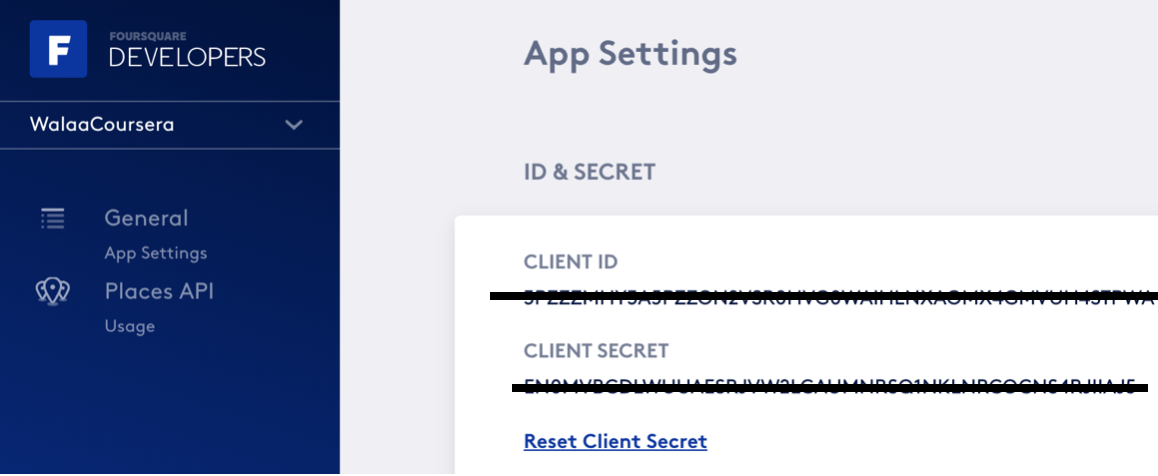 FOURSQUARE
DEVELOPERS
WalaaCoursera
General
App Settings
Places API
Usage
App Settings
ID & SECRET
CLIENT ID
CLIENT SECRET
Reset Client Secret